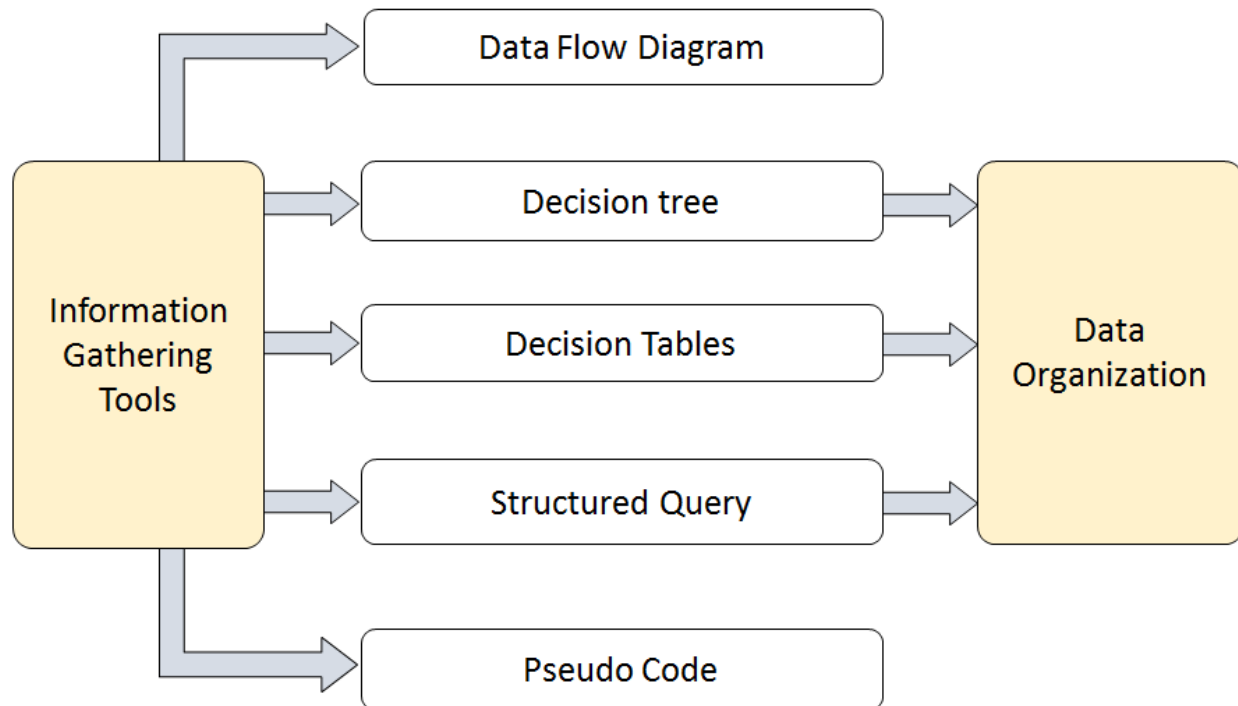 Data Flow Diagram
Decision tree
Information
Gathering
Tools
Decision Tables
Data
Organization
Structured Query
Pseudo Code